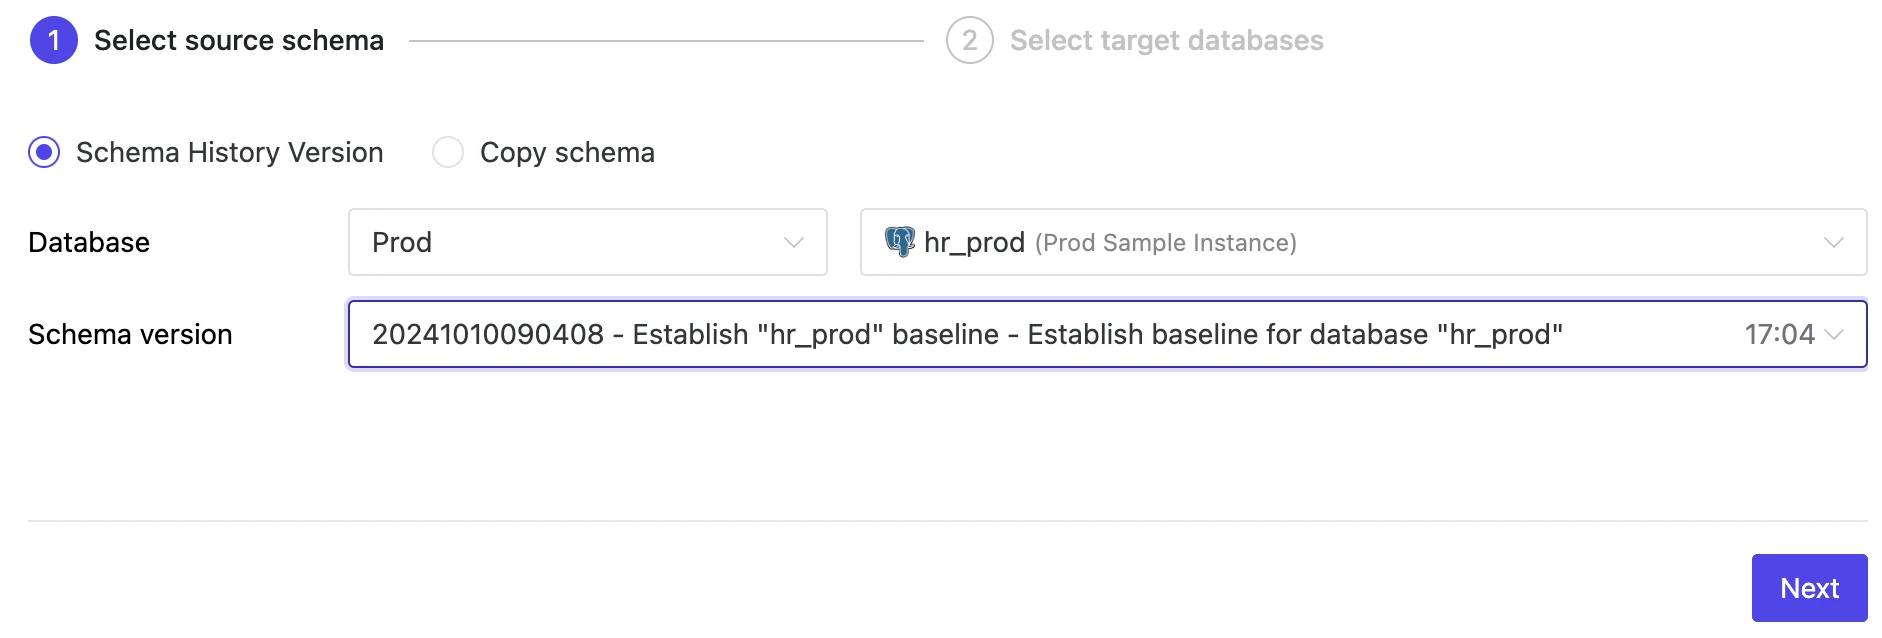 1 Select source schema 2 Select target databases
Schema History Version Copy schema
Database Prod hr_prod (Prod Sample Instance)
Schema version 20241010090408 - Establish "hr_prod" baseline - Establish baseline for database "hr_prod" 17:04
Next